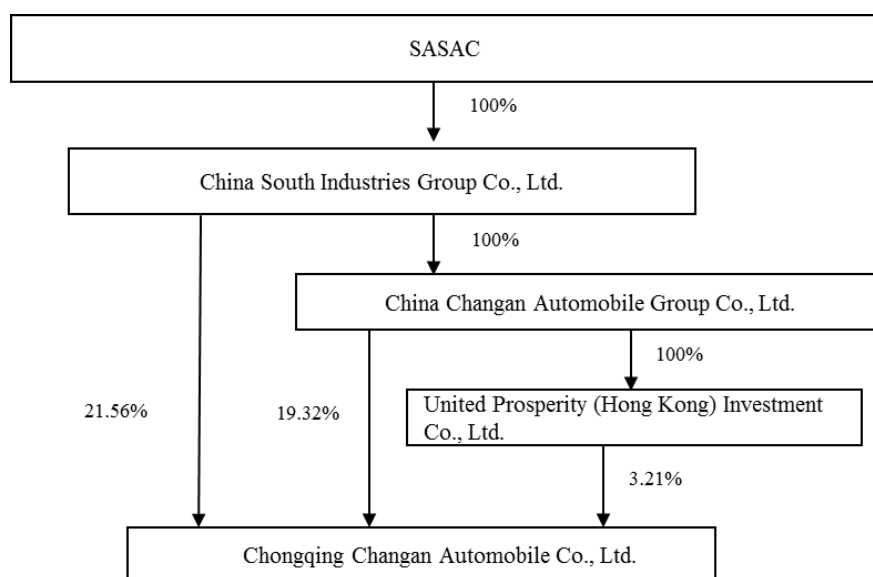 SASAC
100%
China South Industries Group Co., Ltd.
100%
China Changan Automobile Group Co., Ltd.
100%
21.56%
19.32%
United Prosperity (Hong Kong) Investment
Co., Ltd.
3.21%
Chongqing Changan Automobile Co., Ltd.